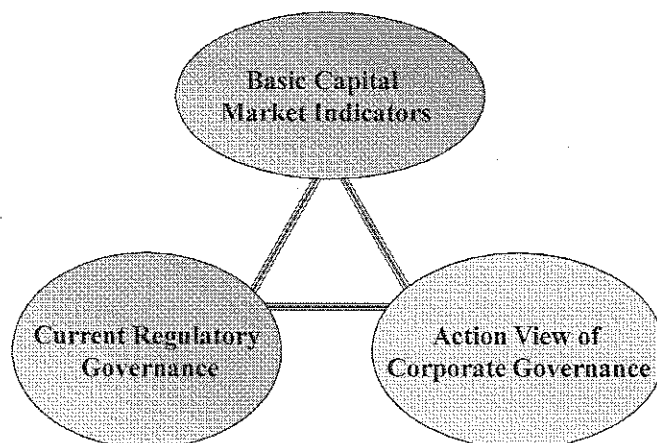 Basic Capital
Market Indicators
Current Regulatory
Governance
Action View of
Corporate Governance